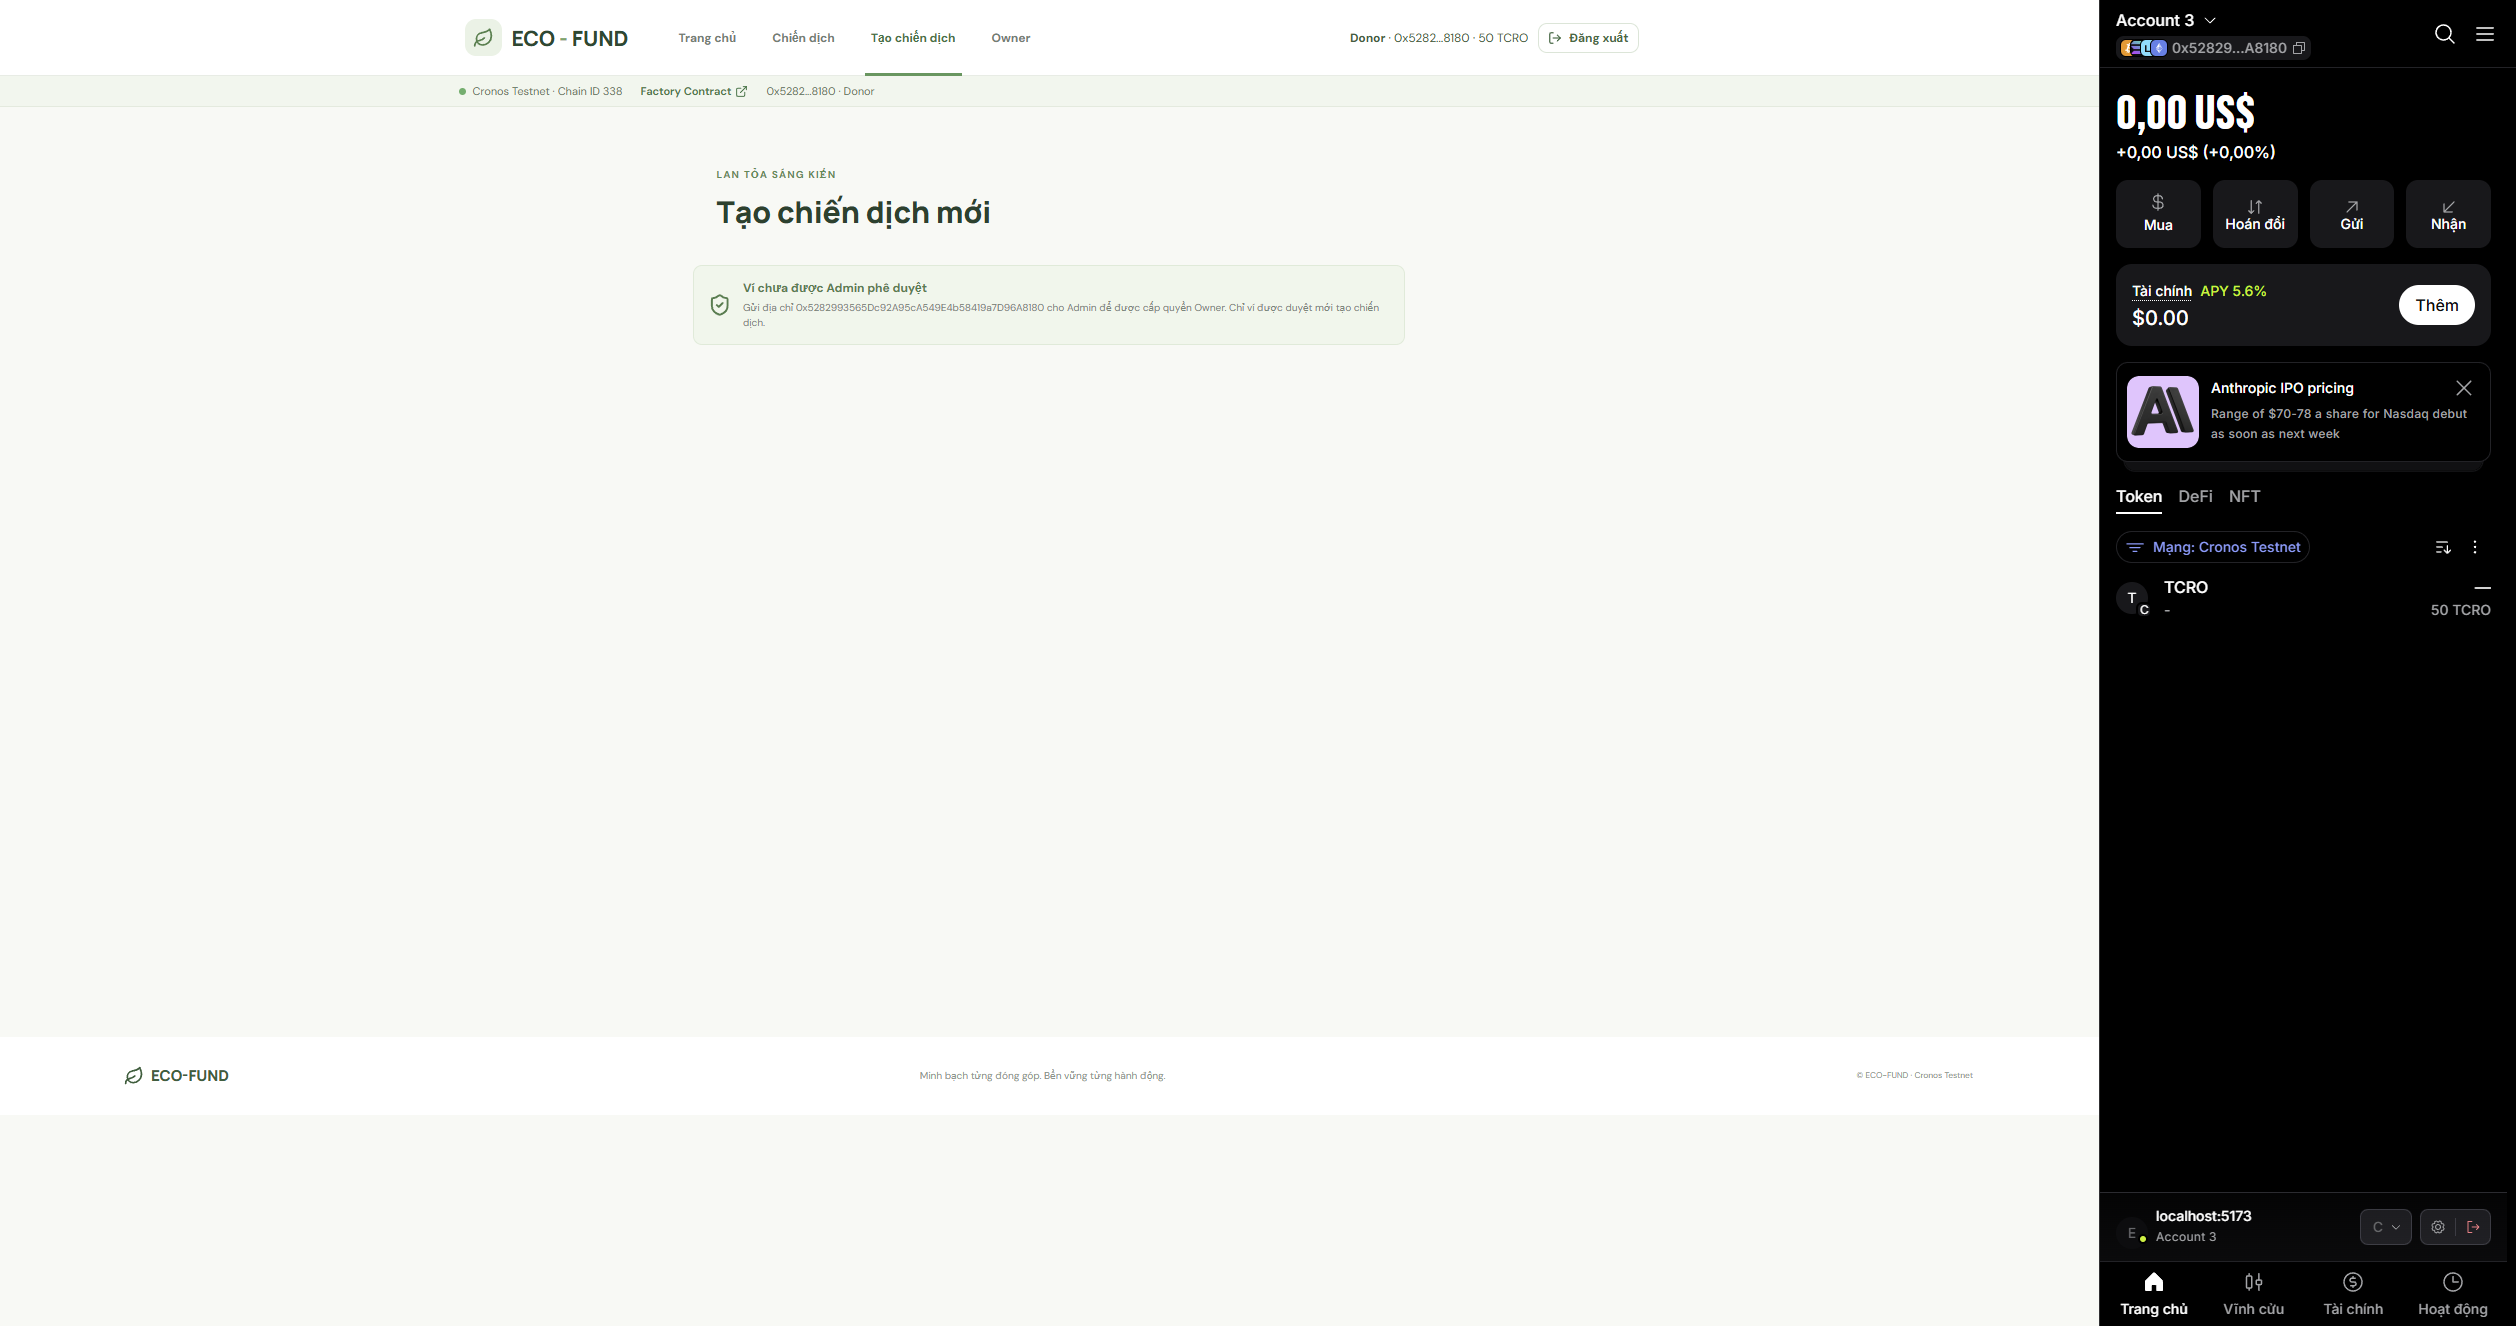 ECO - FUND
Trang chủ
Chiến dịch
Tạo chiến dịch
Owner
Donor · 0x5282...8180 · 50 TCRO
Đăng xuất
Cronos Testnet · Chain ID 338
Factory Contract
0x5282...8180 · Donor
LAN TỎA SÁNG KIẾN
Tạo chiến dịch mới
Ví chưa được Admin phê duyệt
Gửi địa chỉ 0x5282993565Dc92A95cA549E4b58419a7D96A8180 cho Admin để được cấp quyền Owner. Chỉ ví được duyệt mới tạo chiến
dịch.
ECO-FUND
Minh bạch từng đóng góp. Bền vững từng hành động.
© ECO-FUND · Cronos Testnet
Account 3
0x52829...A8180
0,00 US$
+0,00 US$ (+0,00%)
Mua
Hoán đổi
Gửi
Nhận
Tài chính APY 5.6%
$0.00
Thêm
Anthropic IPO pricing
Range of $70-78 a share for Nasdaq debut
as soon as next week
Token
DeFi
NFT
Mạng: Cronos Testnet
T
C
TCRO
-
—
50 TCRO
E
localhost:5173
Account 3
C
Trang chủ
Vĩnh cửu
Tài chính
Hoạt động